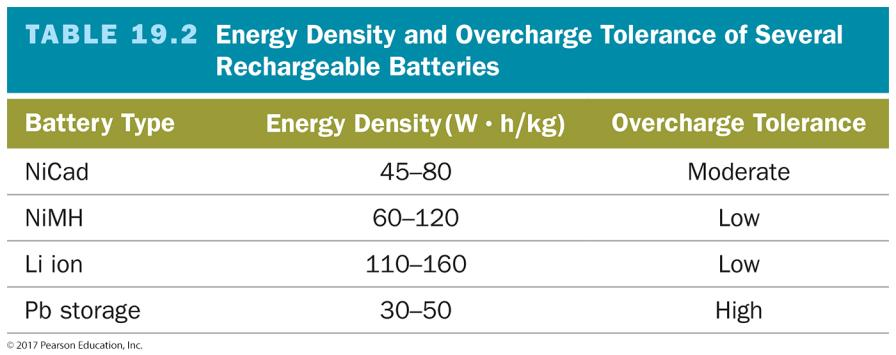 TABLE 19.2 Energy Density and Overcharge Tolerance of Several
Rechargeable Batteries
Battery Type Energy Density (W · h/kg) Overcharge Tolerance
NiCad 45–80 Moderate
NiMH 60–120 Low
Li ion 110–160 Low
Pb storage 30–50 High
© 2017 Pearson Education, Inc.